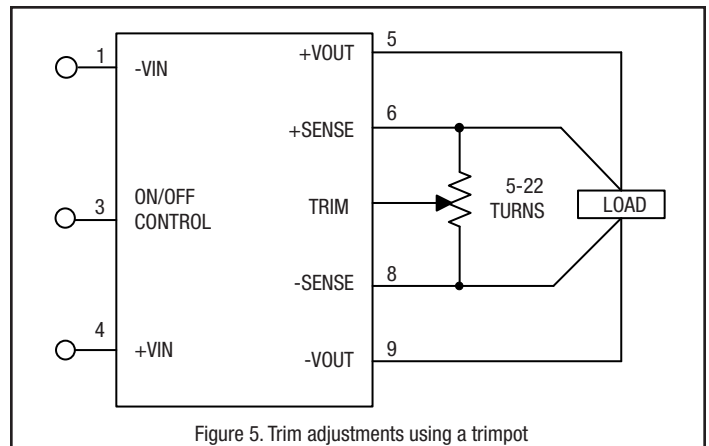 1
-VIN
3
ON/OFF
CONTROL
4
+VIN
+VOUT
5
+SENSE
6
TRIM
5-22
TURNS
LOAD
-SENSE
8
-VOUT
9
Figure 5. Trim adjustments using a trimpot